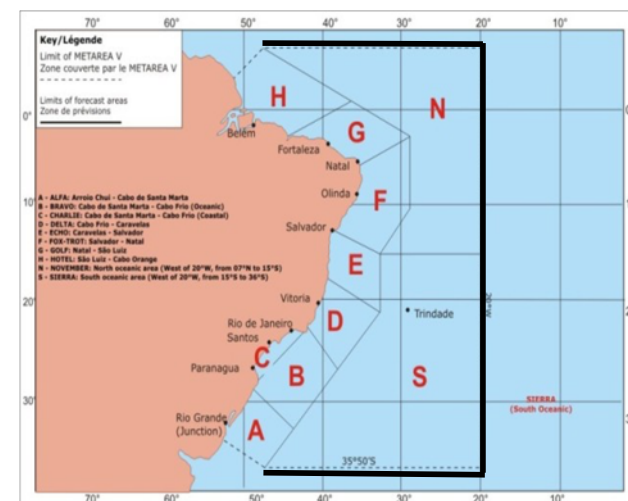 70° 60° 50° 40° 30° 20° 10°
Key/Légende
Limit of METAREA V
Zone couverte par le METAREA V
Limits of forecast areas
Zone de prévisions
H
N
0°
Belém
G
Fortaleza
Natal
Olinda
F
A - ALFA: Arroio Chui - Cabo de Santa Marta
B - BRAVO: Cabo de Santa Marta - Cabo Frio (Oceanic)
C - CHARLIE: Cabo de Santa Marta - Cabo Frio (Coastal)
D - DELTA: Cabo Frio - Caravelas
E - ECHO: Caravelas - Salvador
F - FOX-TROT: Salvador - Natal
G - GOLF: Natal - São Luiz
H - HOTEL: São Luiz - Cabo Orange
N - NOVEMBER: North oceanic area (West of 20°W, from 07°N to 15°S)
S - SIERRA: South oceanic area (West of 20°W, from 15°S to 36°S)
10°
Salvador
E
20°
Vitoria
Trindade
20°W
Rio de Janeiro
D
Santos
C
Paranagua
B
S
30°
SIERRA
(South Oceanic)
Rio Grande
(Junction)
A
35°50'S
70° 60° 50° 40° 30° 20° 10°